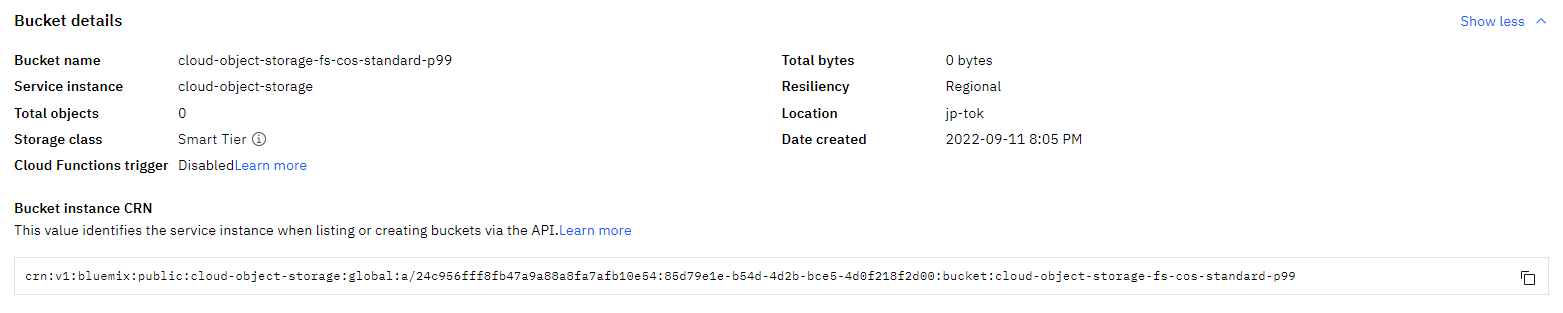 Bucket details
Show less
Bucket name cloud-object-storage-fs-cos-standard-p99
Total bytes 0 bytes
Service instance cloud-object-storage
Resiliency Regional
Total objects 0
Location jp-tok
Storage class Smart Tier
Date created 2022-09-11 8:05 PM
Cloud Functions trigger DisabledLearn more
Bucket instance CRN
This value identifies the service instance when listing or creating buckets via the API.Learn more
crn:v1:bluemix:public:cloud-object-storage:global:a/24c956fff8fb47a9a88a8fa7afb10e54:85d79e1e-b54d-4d2b-bce5-4d0f218f2d00:bucket:cloud-object-storage-fs-cos-standard-p99